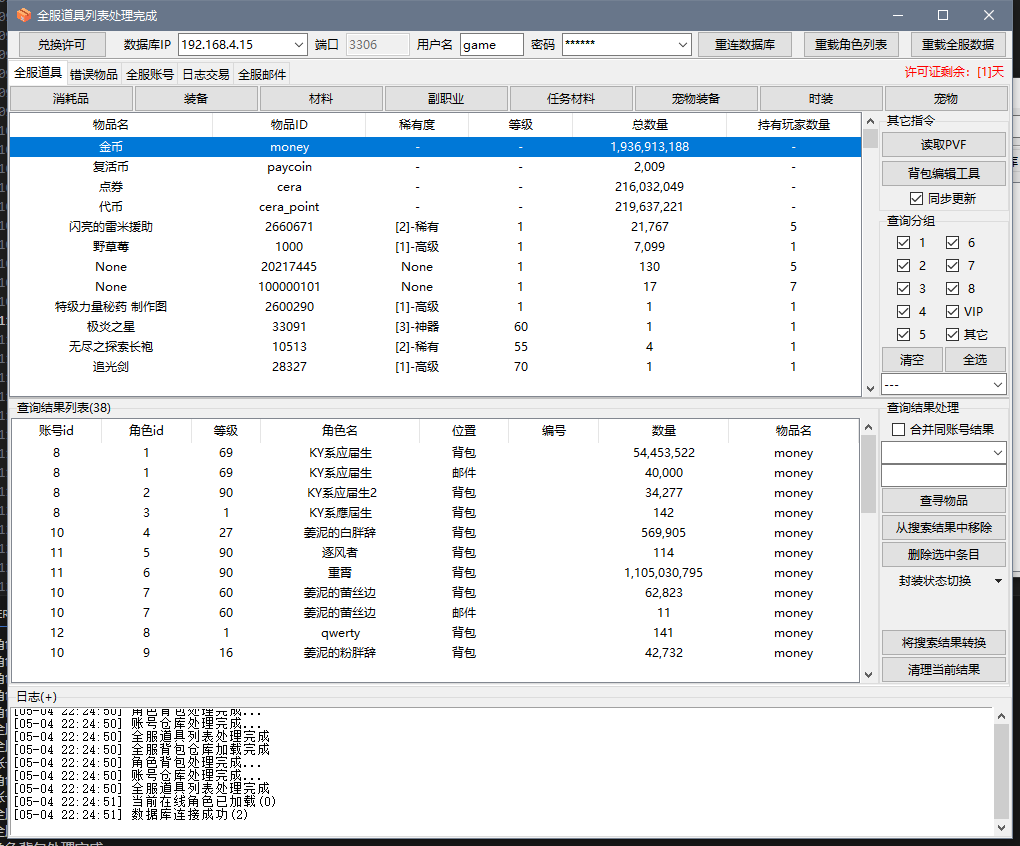 全服道具列表处理完成
兑换许可 数据库IP 192.168.4.15 端口 3306 用户名 game 密码 ****** 重连数据库 重载角色列表 重载全服数据
全服道具 错误物品 全服账号 日志交易 全服邮件 许可证剩余：[1]天
消耗品 装备 材料 副职业 任务材料 宠物装备 时装 宠物
物品名 物品ID 稀有度 等级 总数量 持有玩家数量
金币 money - - 1,936,913,188 -
复活币 paycoin - - 2,009 -
点券 cera - - 216,032,049 -
代币 cera_point - - 219,637,221 -
闪亮的雷米援助 2660671 [2]-稀有 1 21,767 5
野草莓 1000 [1]-高级 1 7,099 1
None 20217445 None 1 130 5
None 100000101 None 1 17 7
特级力量秘药 制作图 2600290 [1]-高级 1 1 1
极炎之星 33091 [3]-神器 60 1 1
无尽之探索长袍 10513 [2]-稀有 55 4 1
追光剑 28327 [1]-高级 70 1 1
其它指令
读取PVF
背包编辑工具
同步更新
查询分组
1 6
2 7
3 8
4 VIP
5 其它
清空 全选
---
查询结果列表(38)
账号id 角色id 等级 角色名 位置 编号 数量 物品名
8 1 69 KY系应届生 背包 54,453,522 money
8 1 69 KY系应届生 邮件 40,000 money
8 2 90 KY系应届生2 背包 34,277 money
8 3 1 KY系應届生 背包 142 money
10 4 27 姜泥的白胖辞 背包 569,905 money
11 5 90 逐风者 背包 114 money
11 6 90 重霄 背包 1,105,030,795 money
10 7 60 姜泥的蕾丝边 背包 62,823 money
10 7 60 姜泥的蕾丝边 邮件 11 money
12 8 1 qwerty 背包 141 money
10 9 16 姜泥的粉胖辞 背包 42,732 money
查询结果处理
合并同账号结果
查寻物品
从搜索结果中移除
删除选中条目
封装状态切换
将搜索结果转换
清理当前结果
日志(+)
[05-04 22:24:50] 角色背包处理完成...
[05-04 22:24:50] 账号仓库处理完成...
[05-04 22:24:50] 全服道具列表处理完成
[05-04 22:24:50] 全服背包仓库加载完成
[05-04 22:24:50] 角色背包处理完成...
[05-04 22:24:50] 账号仓库处理完成...
[05-04 22:24:50] 全服道具列表处理完成
[05-04 22:24:51] 当前在线角色已加载(0)
[05-04 22:24:51] 数据库连接成功(2)